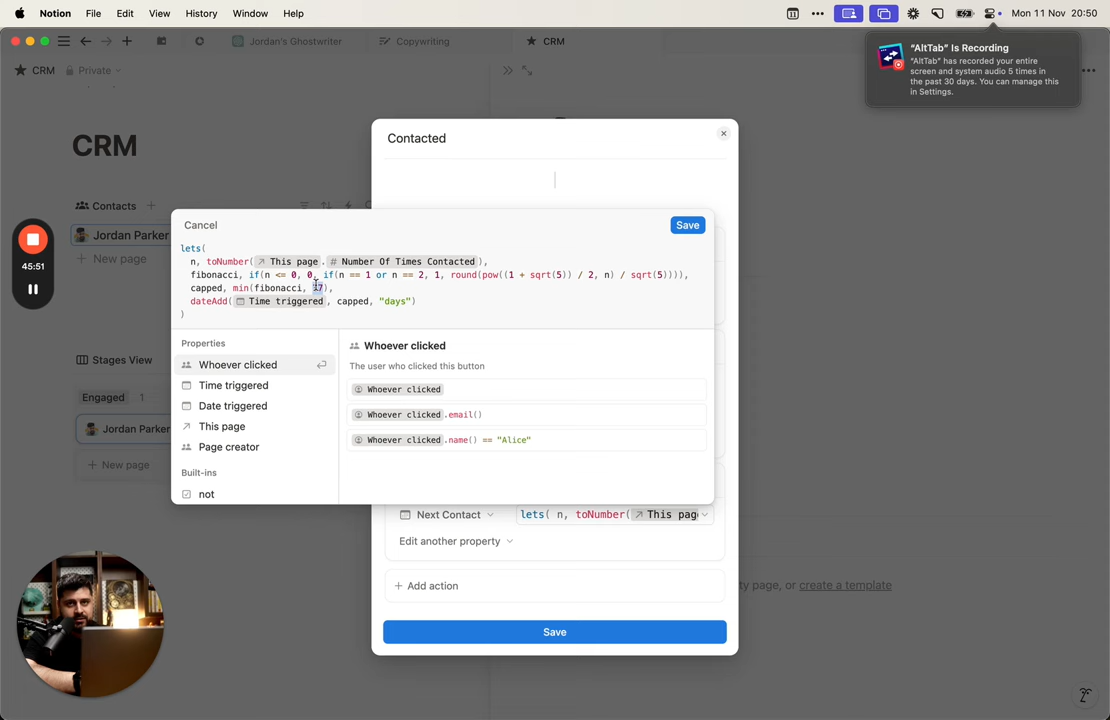 Notion File Edit View History Window Help
Mon 11 Nov 20:50
Jordan's Ghostwriter
Copywriting
CRM
CRM
Private
"AltTab" Is Recording
"AltTab" has recorded your entire
screen and system audio 5 times in
the past 30 days. You can manage this
in Settings.
CRM
Contacts
Jordan Parker
New page
45:51
Stages View
Engaged 1
Jordan Parker
New page
Contacted
Cancel
Save
lets(
n, toNumber( This page . # Number Of Times Contacted ),
fibonacci, if(n <= 0, 0, if(n == 1 or n == 2, 1, round(pow((1 + sqrt(5)) / 2, n) / sqrt(5)))),
capped, min(fibonacci, 17),
dateAdd( Time triggered , capped, "days")
)
Properties
Whoever clicked
Time triggered
Date triggered
This page
Page creator
Built-ins
not
Whoever clicked
The user who clicked this button
Whoever clicked
Whoever clicked .email()
Whoever clicked .name() == "Alice"
Next Contact
lets( n, toNumber( This pag
Edit another property
Add action
Save
ty page, or create a template